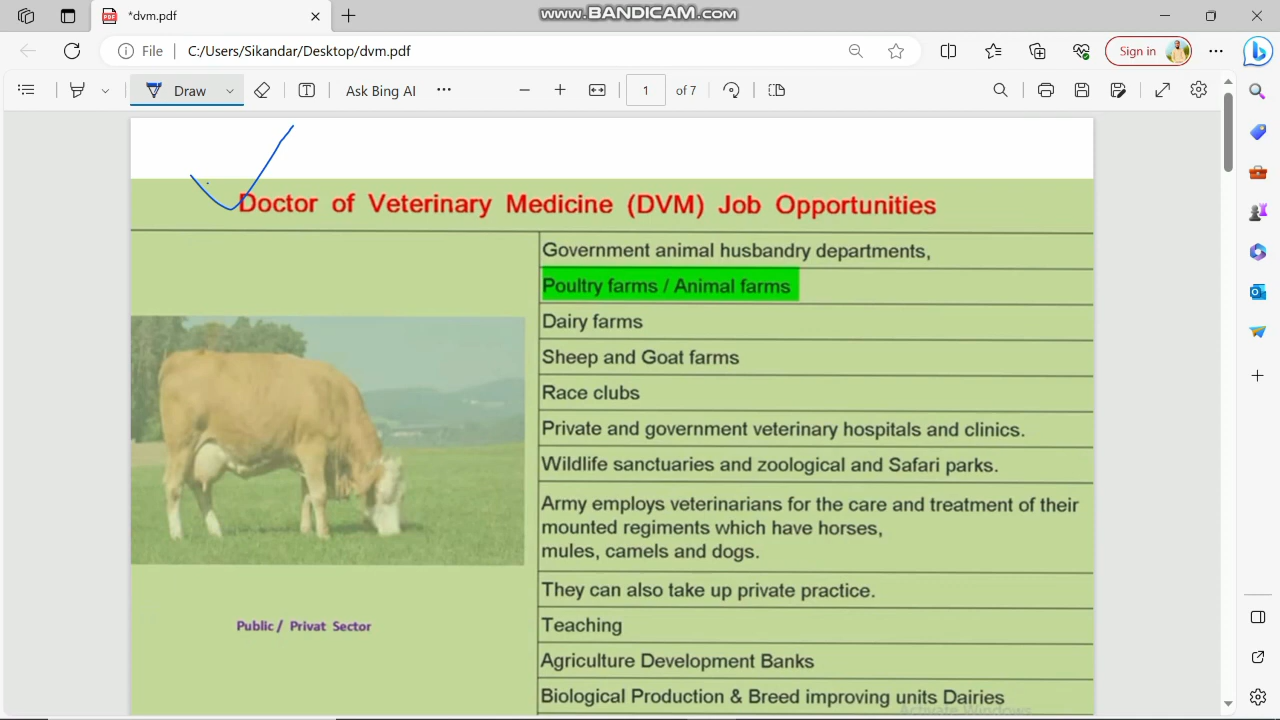 *dvm.pdf
www.BANDICAM.com
File
C:/Users/Sikandar/Desktop/dvm.pdf
Sign in
Draw
Ask Bing AI
1
of 7
Doctor of Veterinary Medicine (DVM) Job Opportunities
Government animal husbandry departments,
Poultry farms / Animal farms
Dairy farms
Sheep and Goat farms
Race clubs
Private and government veterinary hospitals and clinics.
Wildlife sanctuaries and zoological and Safari parks.
Army employs veterinarians for the care and treatment of their
mounted regiments which have horses,
mules, camels and dogs.
They can also take up private practice.
Public / Privat Sector
Teaching
Agriculture Development Banks
Biological Production & Breed improving units Dairies
Activate Windows